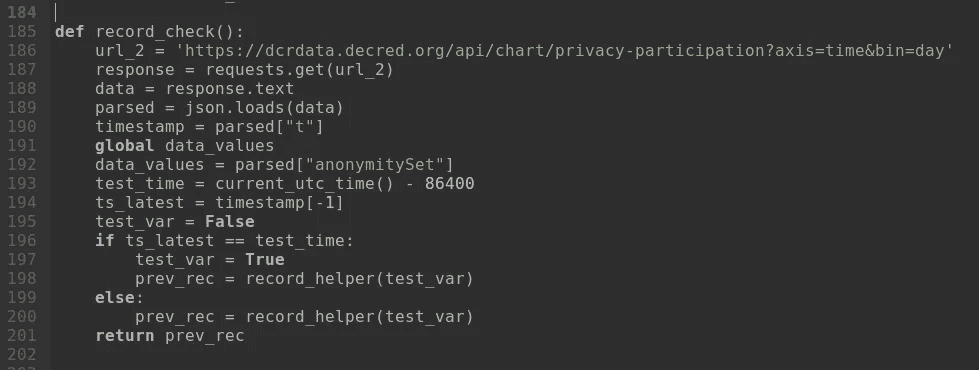 184
185 def record_check():
186     url_2 = 'https://dcrdata.decred.org/api/chart/privacy-participation?axis=time&bin=day'
187     response = requests.get(url_2)
188     data = response.text
189     parsed = json.loads(data)
190     timestamp = parsed["t"]
191     global data_values
192     data_values = parsed["anonymitySet"]
193     test_time = current_utc_time() - 86400
194     ts_latest = timestamp[-1]
195     test_var = False
196     if ts_latest == test_time:
197         test_var = True
198         prev_rec = record_helper(test_var)
199     else:
200         prev_rec = record_helper(test_var)
201     return prev_rec
202